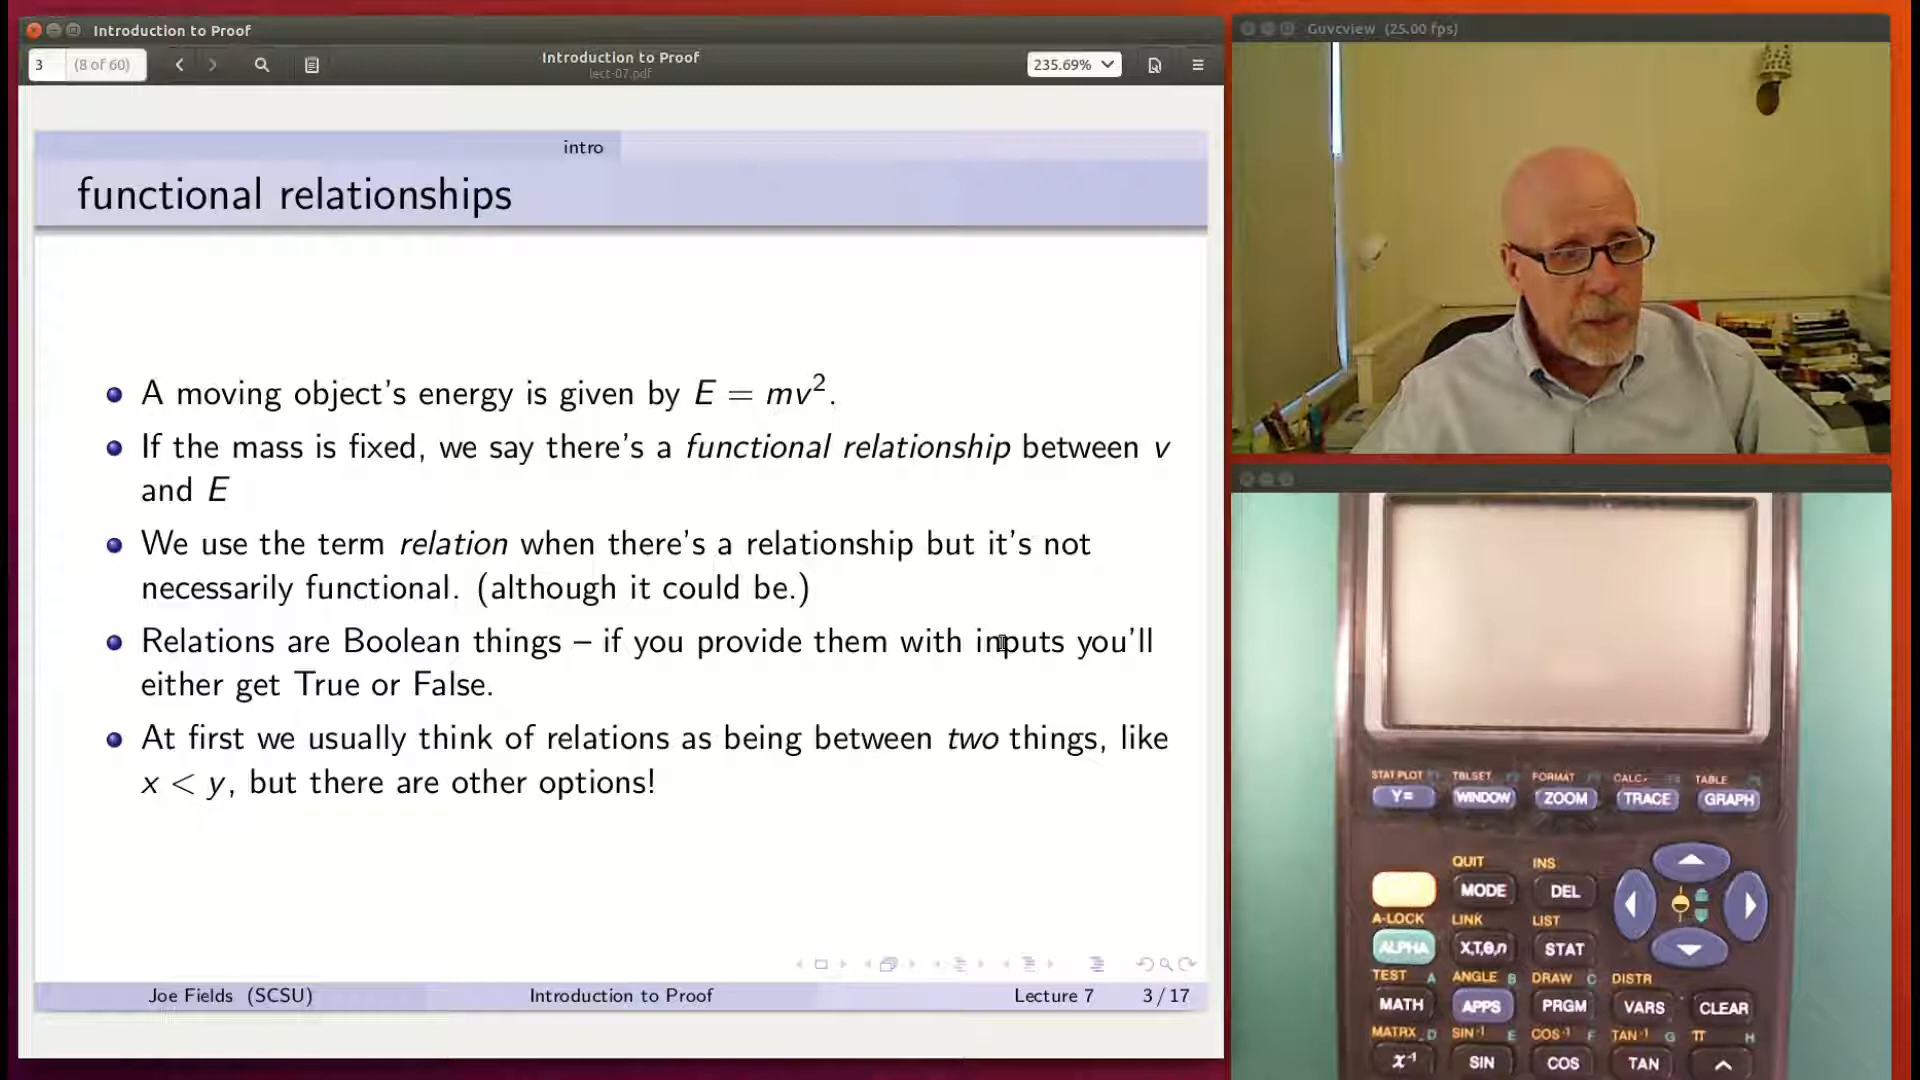 Introduction to Proof
3 (8 of 60)
Introduction to Proof
lect-07.pdf
235.69%
intro
functional relationships
A moving object's energy is given by E = mv².
If the mass is fixed, we say there's a functional relationship between v
and E
We use the term relation when there's a relationship but it's not
necessarily functional. (although it could be.)
Relations are Boolean things – if you provide them with inputs you'll
either get True or False.
At first we usually think of relations as being between two things, like
x < y, but there are other options!
Joe Fields (SCSU) Introduction to Proof Lecture 7 3 / 17
Guvcview (25.00 fps)
STAT PLOT TBLSET FORMAT CALC TABLE
Y= WINDOW ZOOM TRACE GRAPH
QUIT INS
MODE DEL
A-LOCK LINK LIST
ALPHA X,T,θ,n STAT
TEST A ANGLE B DRAW C DISTR
MATH APPS PRGM VARS CLEAR
MATRX D SIN⁻¹ E COS⁻¹ F TAN⁻¹ G π H
x⁻¹ SIN COS TAN ^